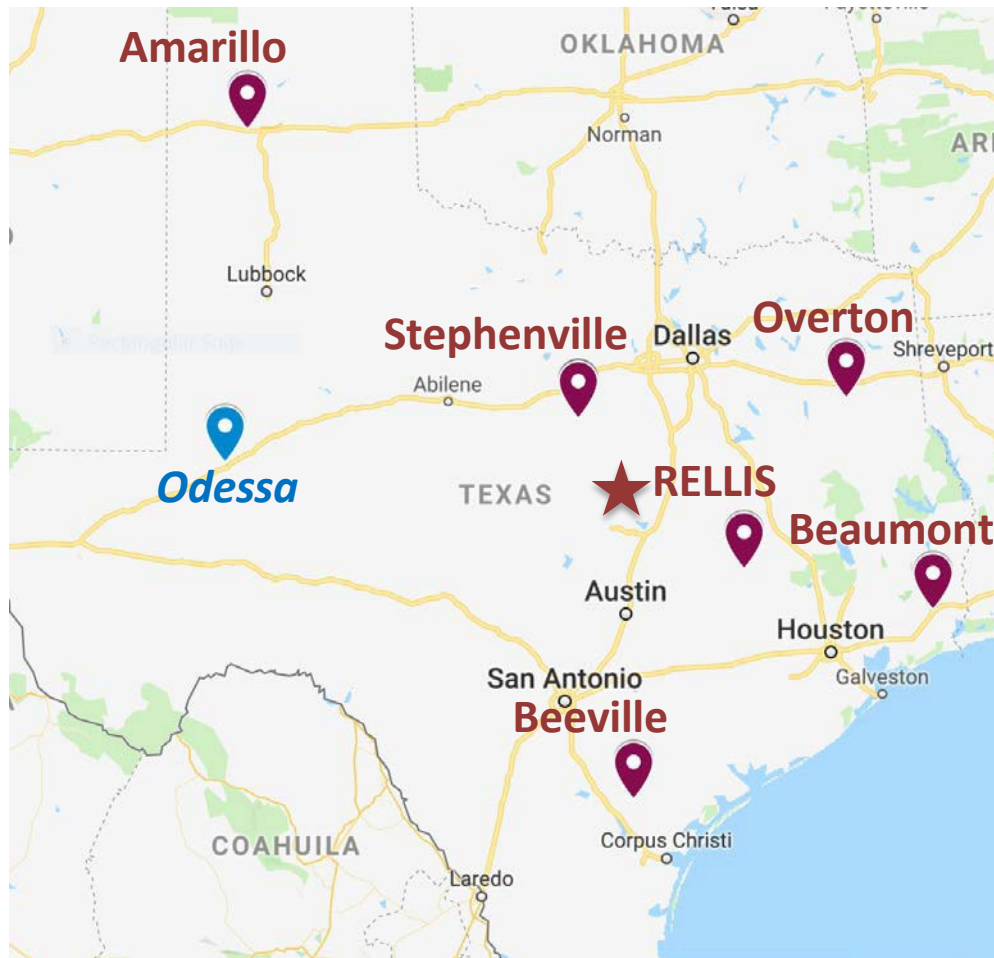 Amarillo
OKLAHOMA
Norman
Lubbock
Stephenville
Dallas
Overton
Shreveport
Abilene
Odessa
TEXAS
RELLIS
Beaumont
Austin
Houston
San Antonio
Galveston
Beeville
Corpus Christi
COAHUILA
Laredo